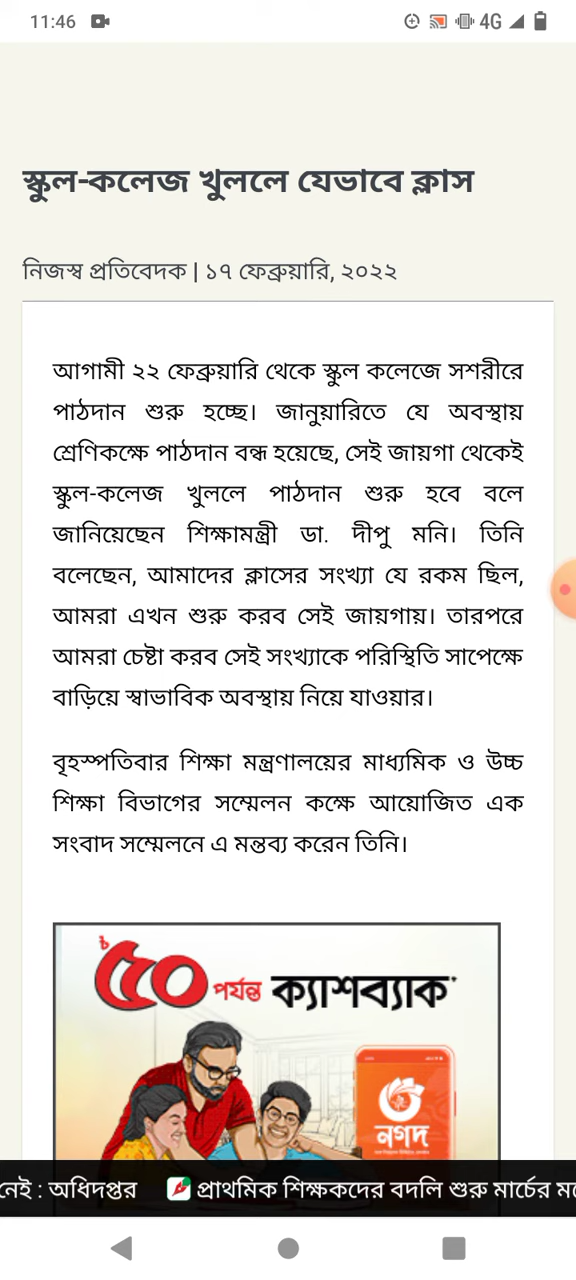 11:46
4G
স্কুল-কলেজ খুললে যেভাবে ক্লাস
নিজস্ব প্রতিবেদক | ১৭ ফেব্রুয়ারি, ২০২২
আগামী ২২ ফেব্রুয়ারি থেকে স্কুল কলেজে সশরীরে
পাঠদান শুরু হচ্ছে। জানুয়ারিতে যে অবস্থায়
শ্রেণিকক্ষে পাঠদান বন্ধ হয়েছে, সেই জায়গা থেকেই
স্কুল-কলেজ খুললে পাঠদান শুরু হবে বলে
জানিয়েছেন শিক্ষামন্ত্রী ডা. দীপু মনি। তিনি
বলেছেন, আমাদের ক্লাসের সংখ্যা যে রকম ছিল,
আমরা এখন শুরু করব সেই জায়গায়। তারপরে
আমরা চেষ্টা করব সেই সংখ্যাকে পরিস্থিতি সাপেক্ষে
বাড়িয়ে স্বাভাবিক অবস্থায় নিয়ে যাওয়ার।
বৃহস্পতিবার শিক্ষা মন্ত্রণালয়ের মাধ্যমিক ও উচ্চ
শিক্ষা বিভাগের সম্মেলন কক্ষে আয়োজিত এক
সংবাদ সম্মেলনে এ মন্তব্য করেন তিনি।
৳৫০ পর্যন্ত ক্যাশব্যাক*
নগদ
নেই : অধিদপ্তর প্রাথমিক শিক্ষকদের বদলি শুরু মার্চের